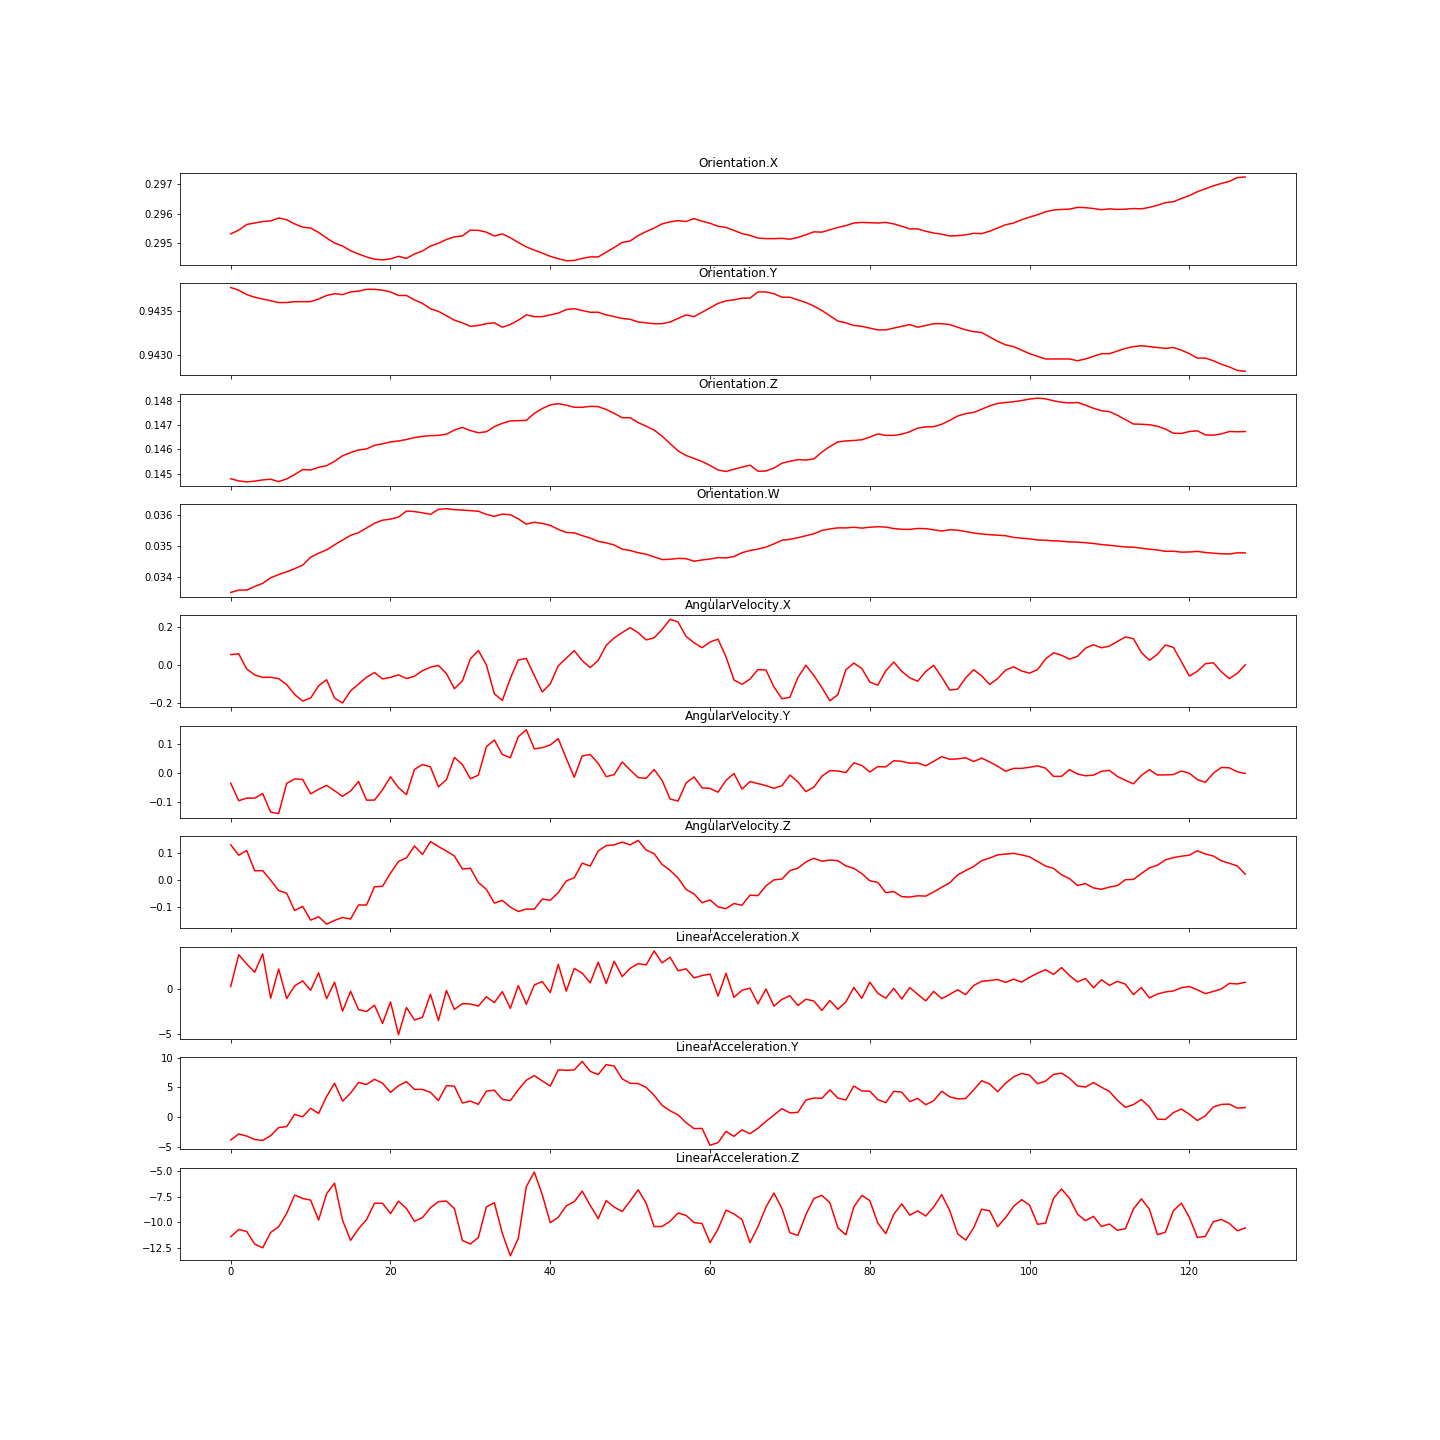 Orientation.X
0.297
0.296
0.295
Orientation.Y
0.9435
0.9430
Orientation.Z
0.148
0.147
0.146
0.145
Orientation.W
0.036
0.035
0.034
AngularVelocity.X
0.2
0.0
−0.2
AngularVelocity.Y
0.1
0.0
−0.1
AngularVelocity.Z
0.1
0.0
−0.1
LinearAcceleration.X
0
−5
LinearAcceleration.Y
10
5
0
−5
LinearAcceleration.Z
−5.0
−7.5
−10.0
−12.5
0 20 40 60 80 100 120